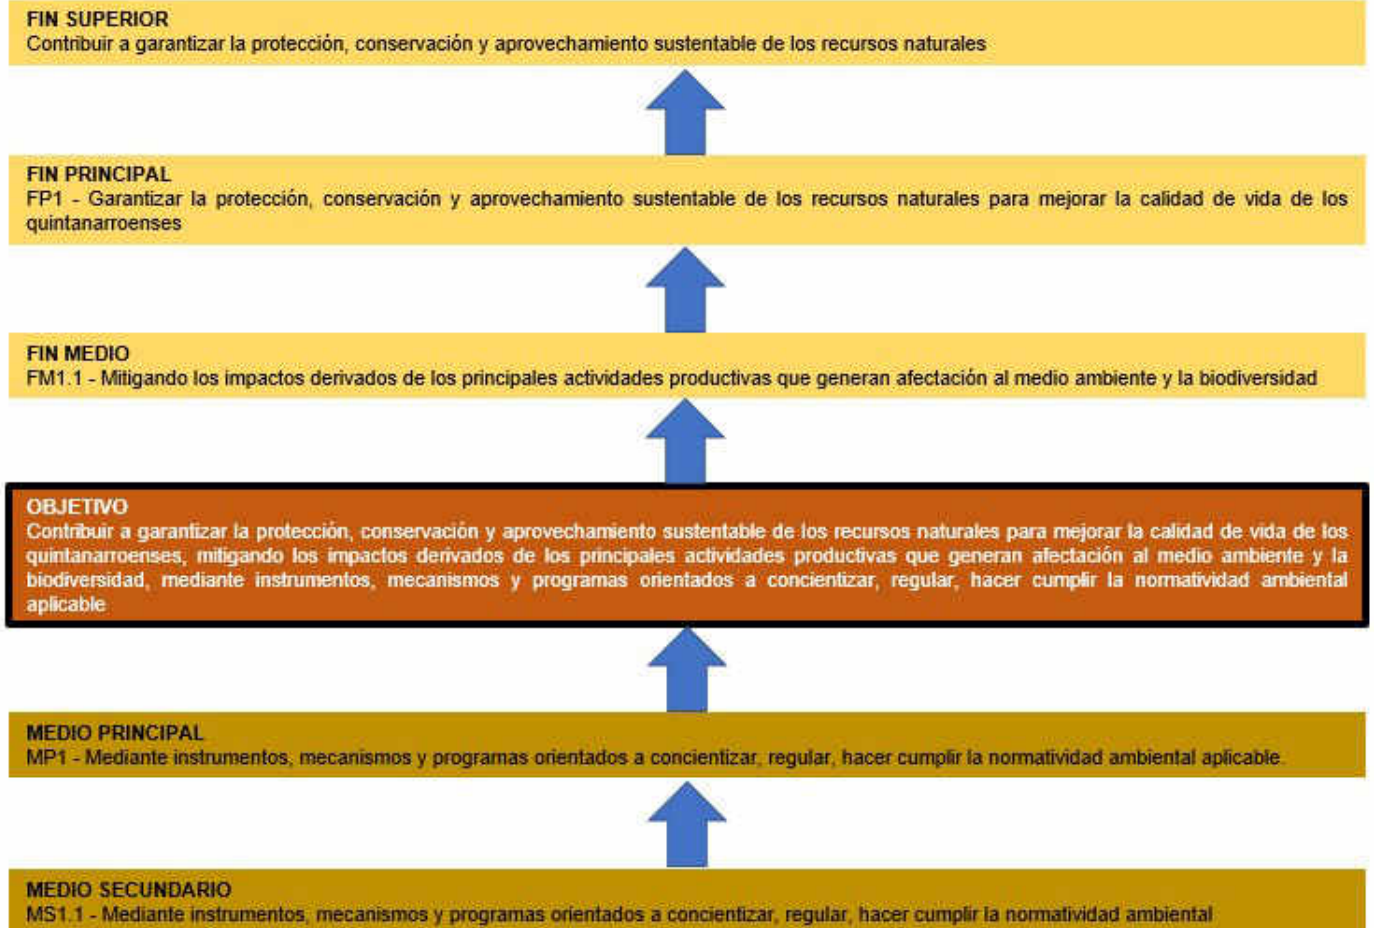 FIN SUPERIOR
Contribuir a garantizar la protección, conservación y aprovechamiento sustentable de los recursos naturales
FIN PRINCIPAL
FP1 - Garantizar la protección, conservación y aprovechamiento sustentable de los recursos naturales para mejorar la calidad de vida de los
quintanarroenses
FIN MEDIO
FM1.1 - Mitigando los impactos derivados de los principales actividades productivas que generan afectación al medio ambiente y la biodiversidad
OBJETIVO
Contribuir a garantizar la protección, conservación y aprovechamiento sustentable de los recursos naturales para mejorar la calidad de vida de los
quintanarroenses, mitigando los impactos derivados de los principales actividades productivas que generan afectación al medio ambiente y la
biodiversidad, mediante instrumentos, mecanismos y programas orientados a concientizar, regular, hacer cumplir la normatividad ambiental
aplicable
MEDIO PRINCIPAL
MP1 - Mediante instrumentos, mecanismos y programas orientados a concientizar, regular, hacer cumplir la normatividad ambiental aplicable.
MEDIO SECUNDARIO
MS1.1 - Mediante instrumentos, mecanismos y programas orientados a concientizar, regular, hacer cumplir la normatividad ambiental